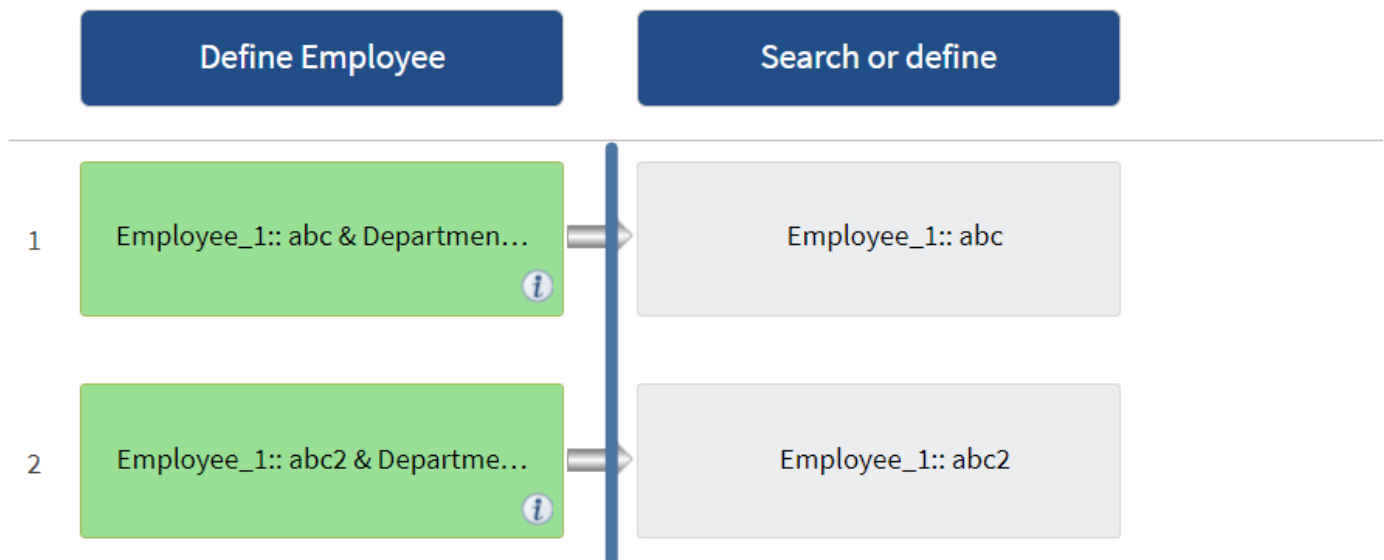 Define Employee
Search or define
1
Employee_1:: abc & Departmen…
i
Employee_1:: abc
2
Employee_1:: abc2 & Departme…
i
Employee_1:: abc2